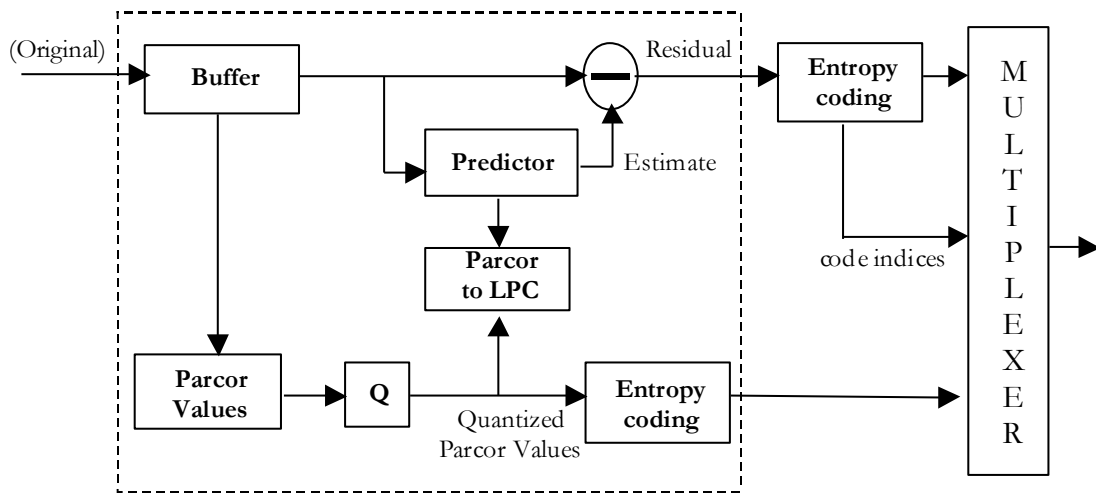 (Original)
Buffer
Residual
Entropy
coding
MULTIPLEXER
Predictor
Estimate
Parcor
to LPC
code indices
Parcor
Values
Q
Quantized
Parcor Values
Entropy
coding